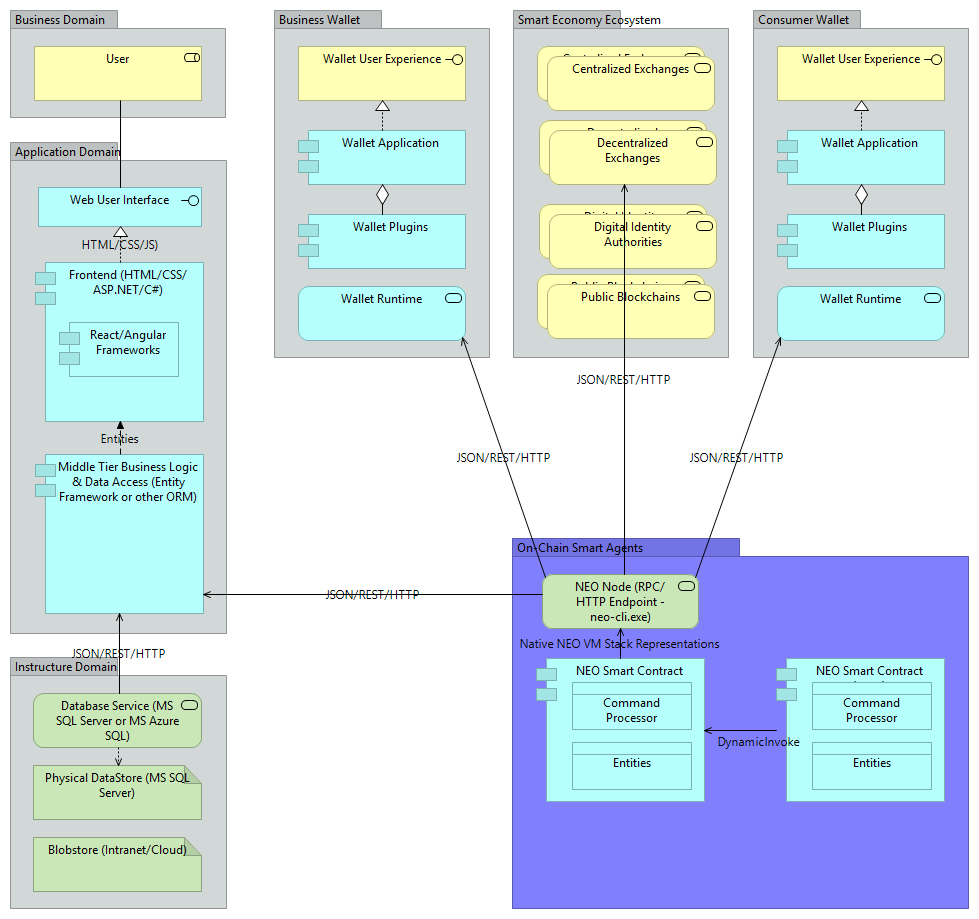 Business Domain
User
Application Domain
Web User Interface
HTML/CSS/JS)
Frontend (HTML/CSS/
ASP.NET/C#)
React/Angular
Frameworks
Entities
Middle Tier Business Logic
& Data Access (Entity
Framework or other ORM)
JSON/REST/HTTP
Instructure Domain
Database Service (MS
SQL Server or MS Azure
SQL)
Physical DataStore (MS SQL
Server)
Blobstore (Intranet/Cloud)
Business Wallet
Wallet User Experience
Wallet Application
Wallet Plugins
Wallet Runtime
Smart Economy Ecosystem
Centralized Exchanges
Decentralized
Exchanges
Digital Identity
Authorities
Public Blockchains
Consumer Wallet
Wallet User Experience
Wallet Application
Wallet Plugins
Wallet Runtime
JSON/REST/HTTP
JSON/REST/HTTP
JSON/REST/HTTP
JSON/REST/HTTP
On-Chain Smart Agents
NEO Node (RPC/
HTTP Endpoint -
neo-cli.exe)
Native NEO VM Stack Representations
NEO Smart Contract
Command
Processor
Entities
DynamicInvoke
NEO Smart Contract
Command
Processor
Entities